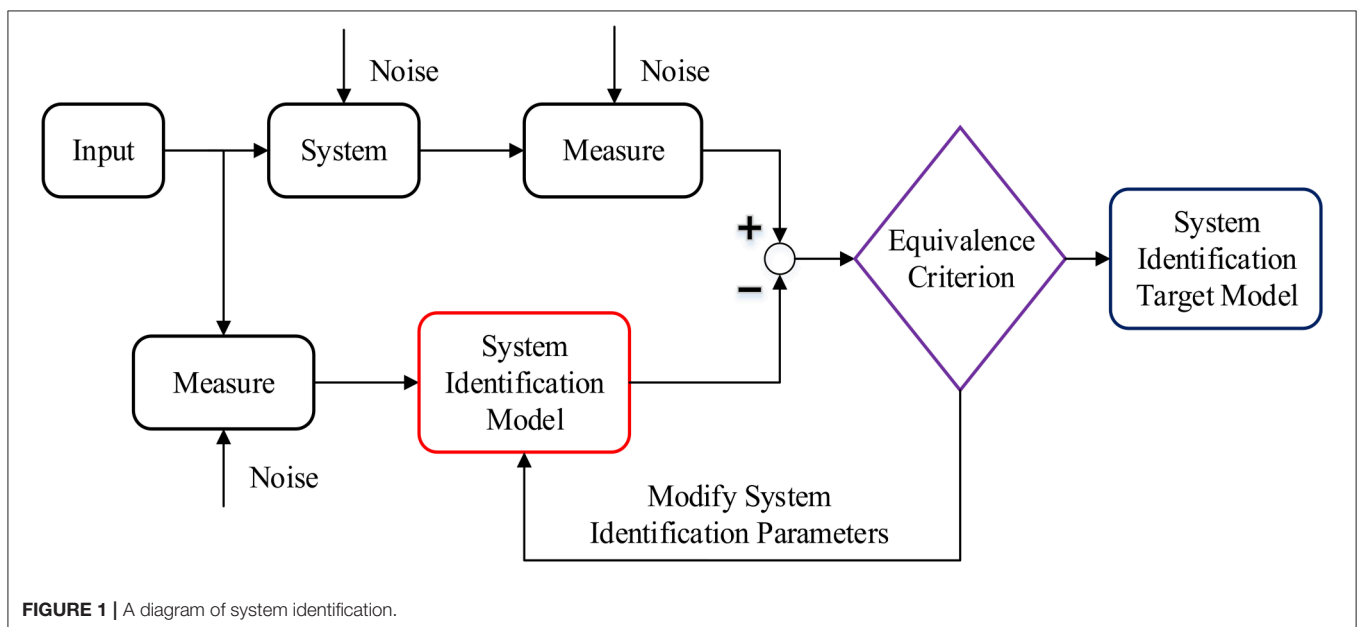 Noise
Noise
Input
System
Measure
+
−
Equivalence
Criterion
System
Identification
Target Model
Measure
System
Identification
Model
Noise
Modify System
Identification Parameters
FIGURE 1 | A diagram of system identification.